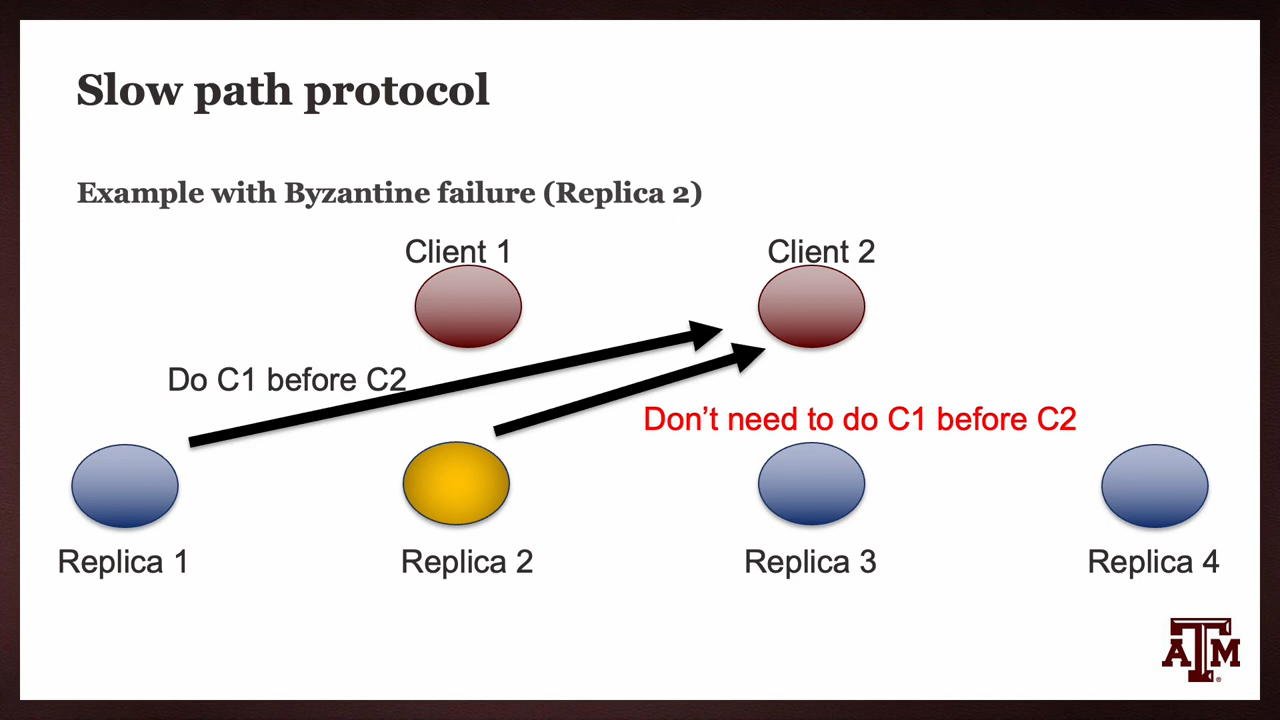 Slow path protocol
Example with Byzantine failure (Replica 2)
Client 1
Client 2
Do C1 before C2
Don't need to do C1 before C2
Replica 1
Replica 2
Replica 3
Replica 4
ATM